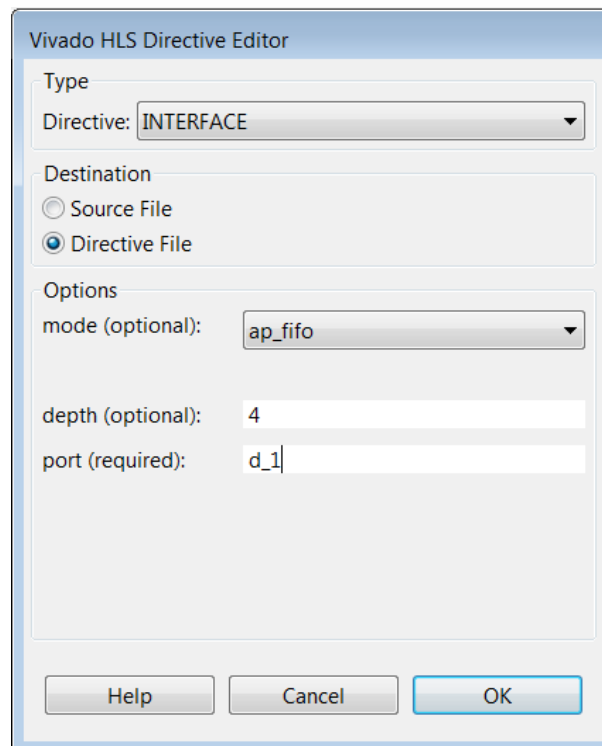 Vivado HLS Directive Editor
Type
Directive: INTERFACE
Destination
Source File
Directive File
Options
mode (optional): ap_fifo
depth (optional): 4
port (required): d_1
Help Cancel OK